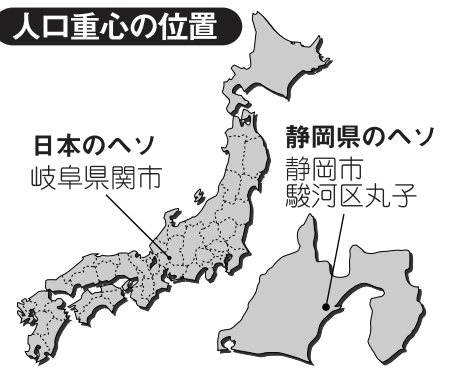 人口重心の位置
日本のヘソ
岐阜県関市
静岡県のヘソ
静岡市
駿河区丸子